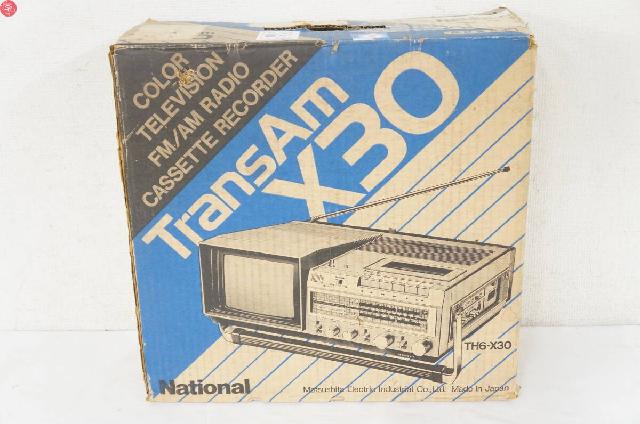 COLOR
TELEVISION
FM/AM RADIO
CASSETTE RECORDER
TransAm
X30
TH6-X30
National
Matsushita Electric Industrial Co., Ltd. Made in Japan